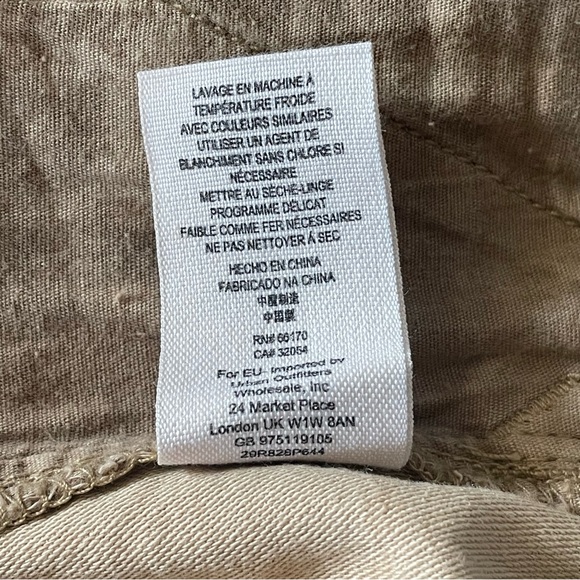 LAVAGE EN MACHINE À
TEMPÉRATURE FROIDE
AVEC COULEURS SIMILAIRES
UTILISER UN AGENT DE
BLANCHIMENT SANS CHLORE SI
NÉCESSAIRE
METTRE AU SÈCHE-LINGE
PROGRAMME DÉLICAT
FAIBLE COMME FER NÉCESSAIRES
NE PAS NETTOYER À SEC
HECHO EN CHINA
FABRICADO NA CHINA
中國製造
中国製
RN# 66170
CA# 32054
For EU- Imported by
Urban Outfitters
Wholesale, Inc
24 Market Place
London UK W1W 8AN
GB 975119105
29R828P644